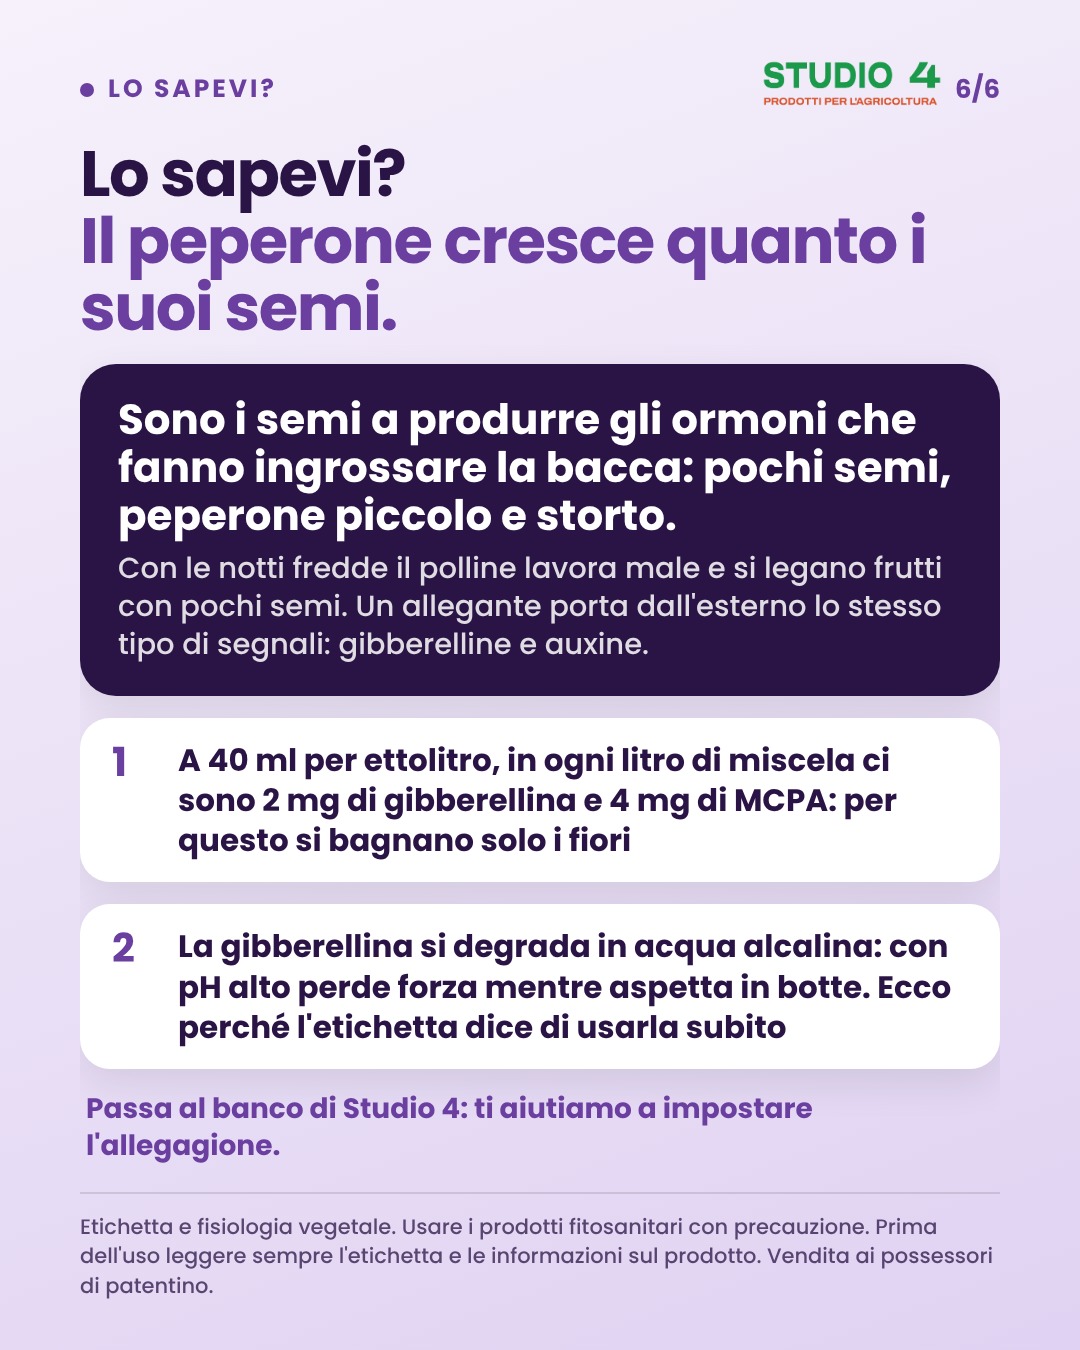 LO SAPEVI?
STUDIO 4
PRODOTTI PER L'AGRICOLTURA
6/6
Lo sapevi?
Il peperone cresce quanto i
suoi semi.
Sono i semi a produrre gli ormoni che
fanno ingrossare la bacca: pochi semi,
peperone piccolo e storto.
Con le notti fredde il polline lavora male e si legano frutti
con pochi semi. Un allegante porta dall'esterno lo stesso
tipo di segnali: gibberelline e auxine.
1
A 40 ml per ettolitro, in ogni litro di miscela ci
sono 2 mg di gibberellina e 4 mg di MCPA: per
questo si bagnano solo i fiori
2
La gibberellina si degrada in acqua alcalina: con
pH alto perde forza mentre aspetta in botte. Ecco
perché l'etichetta dice di usarla subito
Passa al banco di Studio 4: ti aiutiamo a impostare
l'allegagione.
Etichetta e fisiologia vegetale. Usare i prodotti fitosanitari con precauzione. Prima
dell'uso leggere sempre l'etichetta e le informazioni sul prodotto. Vendita ai possessori
di patentino.